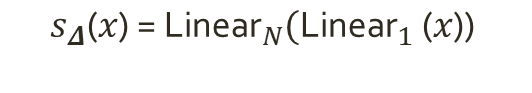 s_Δ(x) = Linear_N(Linear_1 (x))